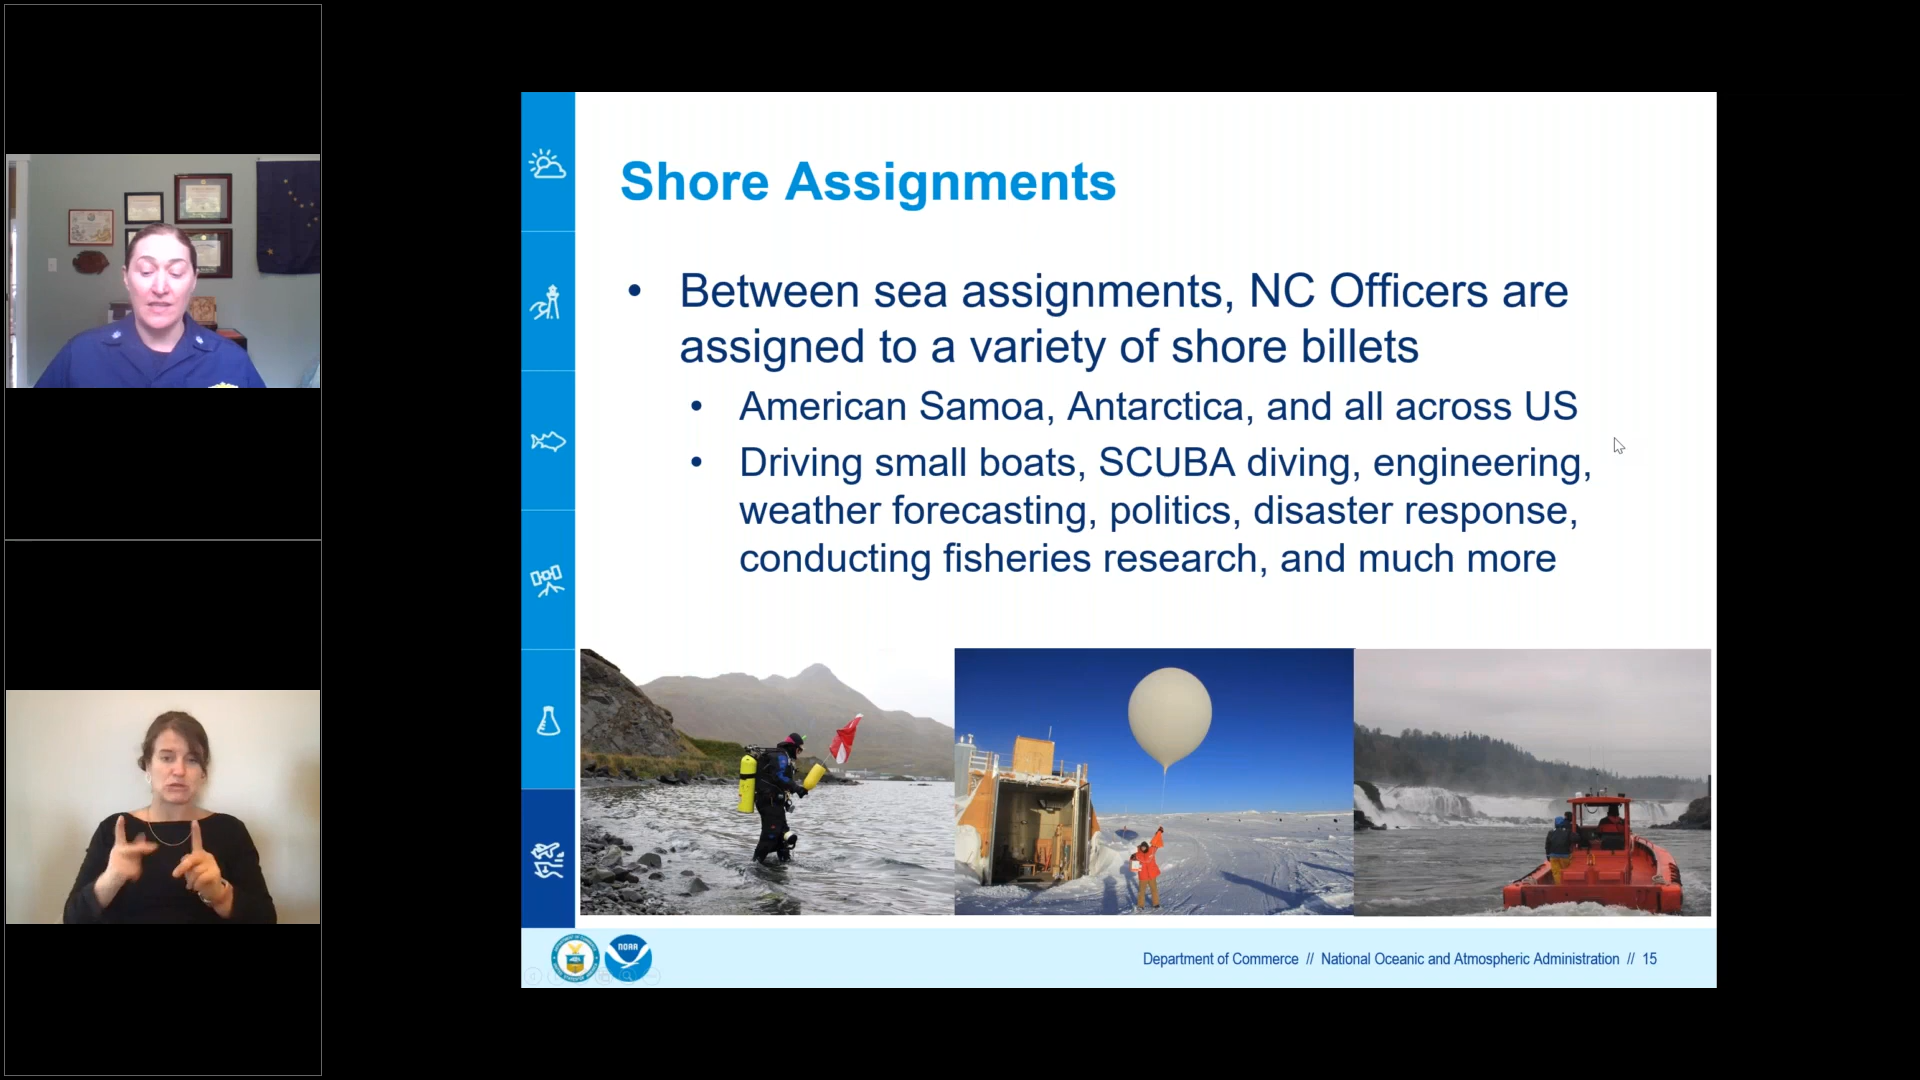 Shore Assignments
• Between sea assignments, NC Officers are
assigned to a variety of shore billets
• American Samoa, Antarctica, and all across US
• Driving small boats, SCUBA diving, engineering,
weather forecasting, politics, disaster response,
conducting fisheries research, and much more
NOAA
Department of Commerce // National Oceanic and Atmospheric Administration // 15